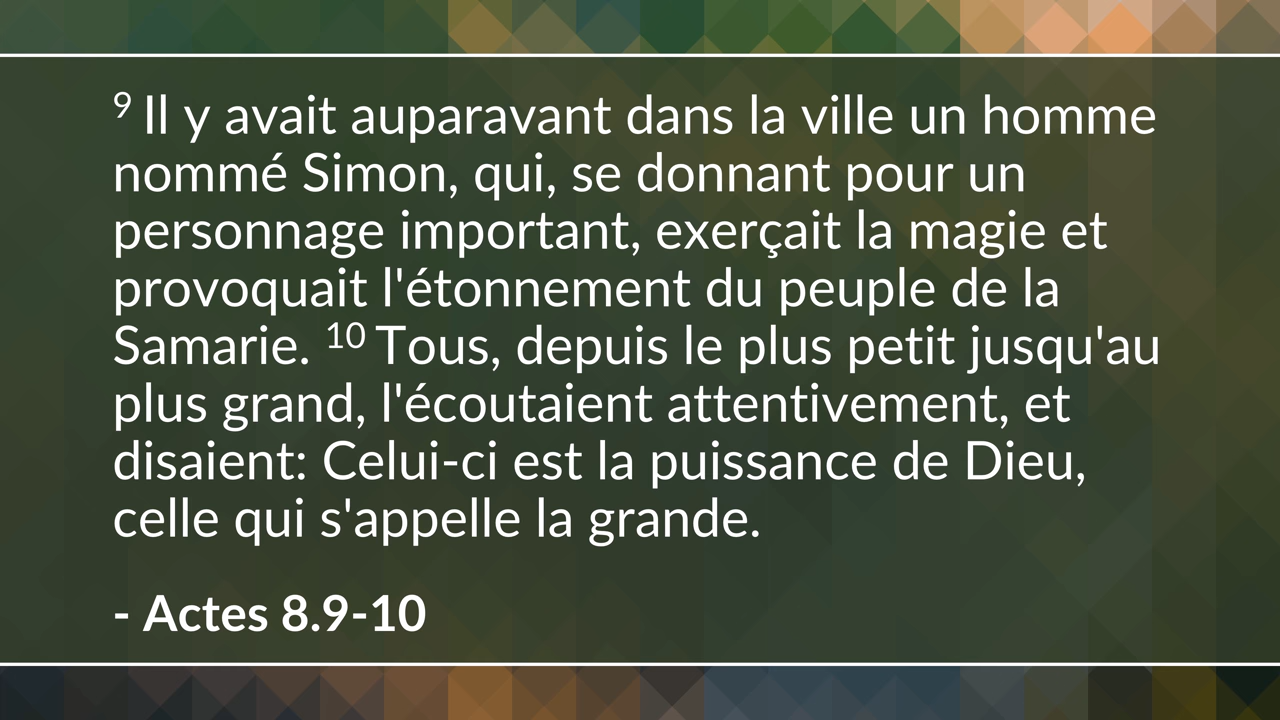 9 Il y avait auparavant dans la ville un homme
nommé Simon, qui, se donnant pour un
personnage important, exerçait la magie et
provoquait l'étonnement du peuple de la
Samarie. 10 Tous, depuis le plus petit jusqu'au
plus grand, l'écoutaient attentivement, et
disaient: Celui-ci est la puissance de Dieu,
celle qui s'appelle la grande.
- Actes 8.9-10